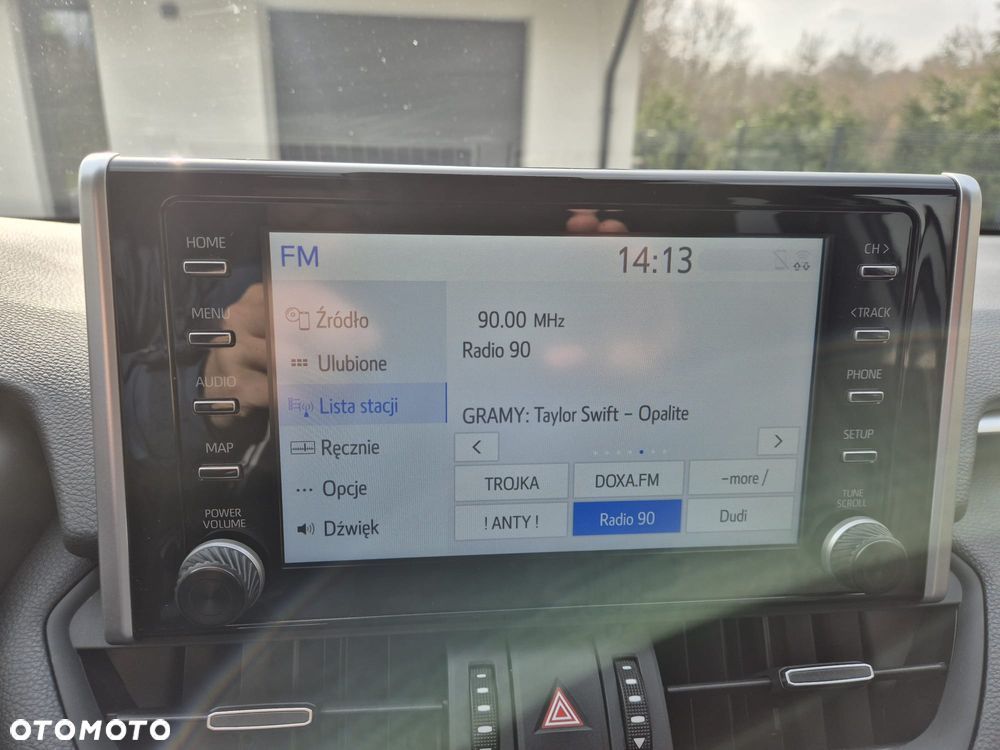 HOME
MENU
AUDIO
MAP
POWER
VOLUME
FM
14:13
Źródło
Ulubione
Lista stacji
Ręcznie
Opcje
Dźwięk
90.00 MHz
Radio 90
GRAMY: Taylor Swift – Opalite
<
>
TROJKA
DOXA.FM
–more /
! ANTY !
Radio 90
Dudi
CH >
< TRACK
PHONE
SETUP
TUNE
SCROLL
OTOMOTO